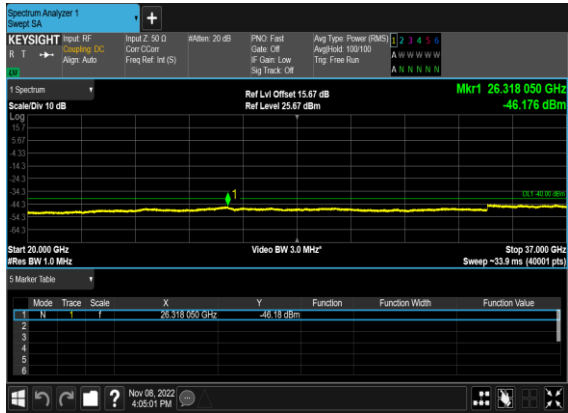 Spectrum Analyzer 1
Swept SA
+
KEYSIGHT Input: RF Input Z: 50 Ω #Atten: 20 dB PNO: Fast Avg Type: Power (RMS) 1 2 3 4 5 6
R T Coupling: DC Corr CCorr Gate: Off Avg|Hold: 100/100 A W W W W W
Align: Auto Freq Ref: Int (S) IF Gain: Low Trig: Free Run
Sig Track: Off A N N N N N
1 Spectrum
Scale/Div 10 dB Ref Lvl Offset 15.67 dB Mkr1 26.318 050 GHz
Ref Level 25.67 dBm -46.176 dBm
Log
15.7
5.67
-4.33
-14.3
-24.3
-34.3
1
DL1 -40.00 dBm
-44.3
-54.3
-64.3
Start 20.000 GHz Video BW 3.0 MHz* Stop 37.000 GHz
#Res BW 1.0 MHz Sweep ~33.9 ms (40001 pts)
5 Marker Table
Mode Trace Scale X Y Function Function Width Function Value
1 N 1 f 26.318 050 GHz -46.18 dBm
2
3
4
5
6
? Nov 08, 2022
4:05:01 PM